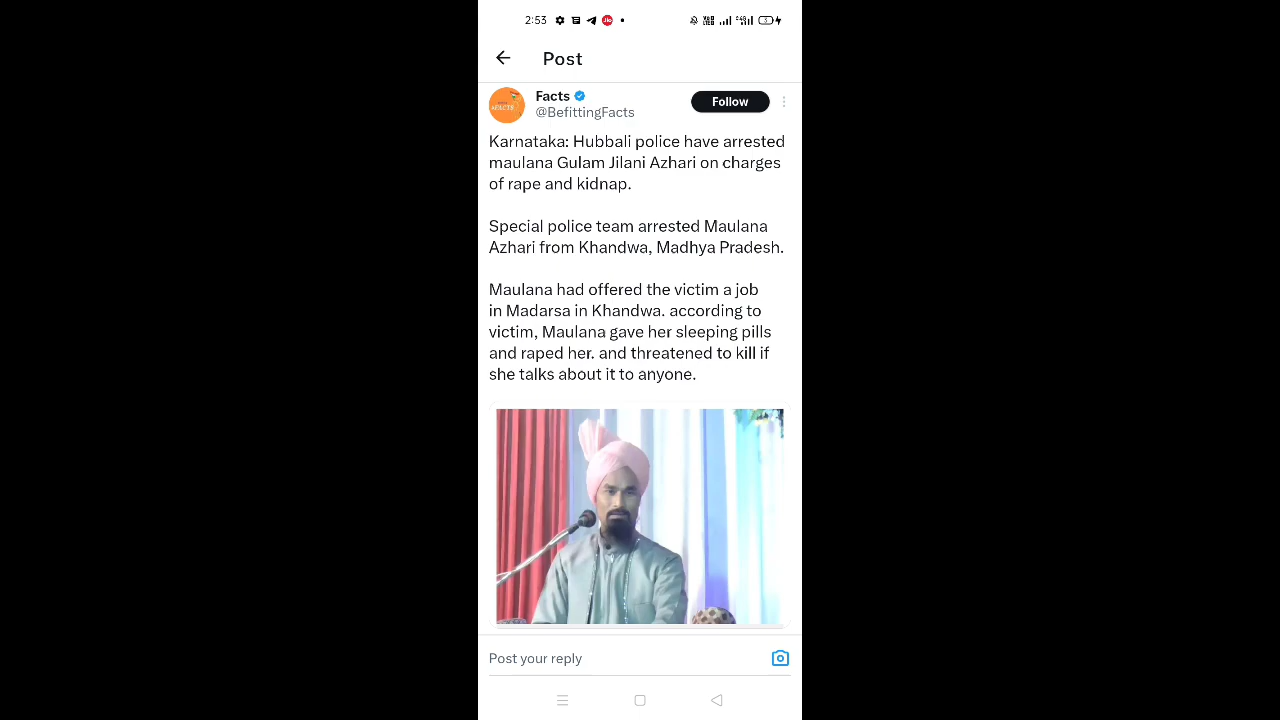 2:53
Post
Facts
@BefittingFacts
Follow
Karnataka: Hubbali police have arrested
maulana Gulam Jilani Azhari on charges
of rape and kidnap.
Special police team arrested Maulana
Azhari from Khandwa, Madhya Pradesh.
Maulana had offered the victim a job
in Madarsa in Khandwa. according to
victim, Maulana gave her sleeping pills
and raped her. and threatened to kill if
she talks about it to anyone.
Post your reply